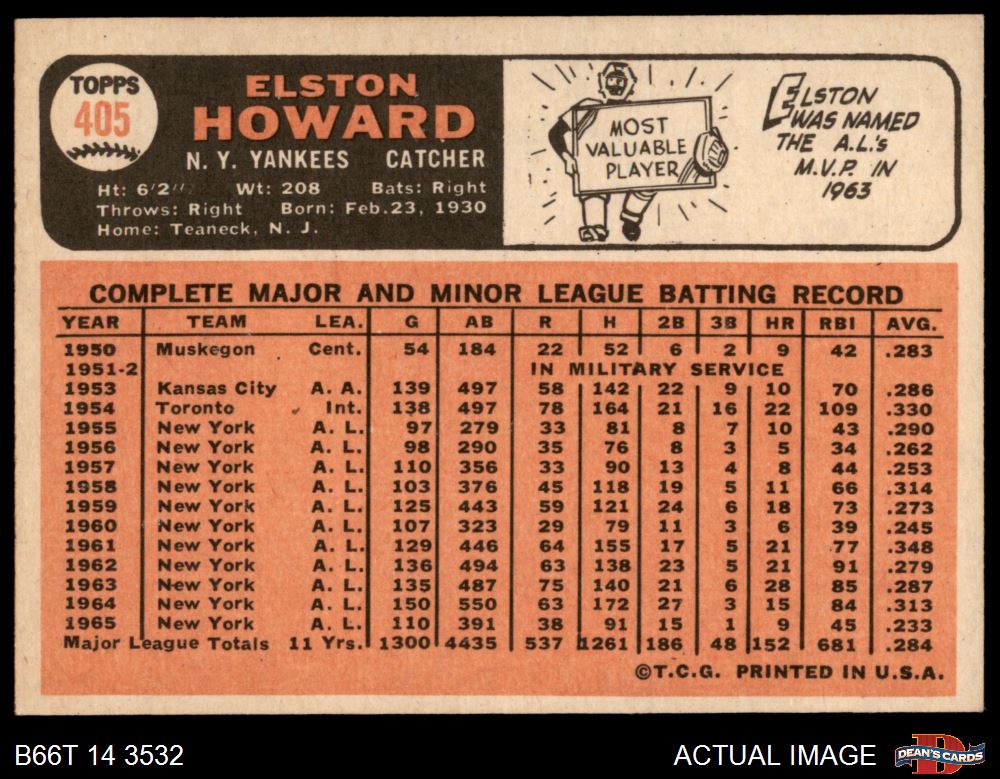 TOPPS
405
ELSTON
HOWARD
N. Y. YANKEES CATCHER
Ht: 6'2" Wt: 208 Bats: Right
Throws: Right Born: Feb. 23, 1930
Home: Teaneck, N. J.
MOST
VALUABLE
PLAYER
ELSTON
WAS NAMED
THE A.L.'s
M.V.P. IN
1963
COMPLETE MAJOR AND MINOR LEAGUE BATTING RECORD
YEAR TEAM LEA. G AB R H 2B 3B HR RBI AVG.
1950 Muskegon Cent. 54 184 22 52 6 2 9 42 .283
1951-2 IN MILITARY SERVICE
1953 Kansas City A. A. 139 497 58 142 22 9 10 70 .286
1954 Toronto Int. 138 497 78 164 21 16 22 109 .330
1955 New York A. L. 97 279 33 81 8 7 10 43 .290
1956 New York A. L. 98 290 35 76 8 3 5 34 .262
1957 New York A. L. 110 356 33 90 13 4 8 44 .253
1958 New York A. L. 103 376 45 118 19 5 11 66 .314
1959 New York A. L. 125 443 59 121 24 6 18 73 .273
1960 New York A. L. 107 323 29 79 11 3 6 39 .245
1961 New York A. L. 129 446 64 155 17 5 21 77 .348
1962 New York A. L. 136 494 63 138 23 5 21 91 .279
1963 New York A. L. 135 487 75 140 21 6 28 85 .287
1964 New York A. L. 150 550 63 172 27 3 15 84 .313
1965 New York A. L. 110 391 38 91 15 1 9 45 .233
Major League Totals 11 Yrs. 1300 4435 537 1261 186 48 152 681 .284
©T.C.G. PRINTED IN U.S.A.
B66T 14 3532
ACTUAL IMAGE
DEAN'S CARDS